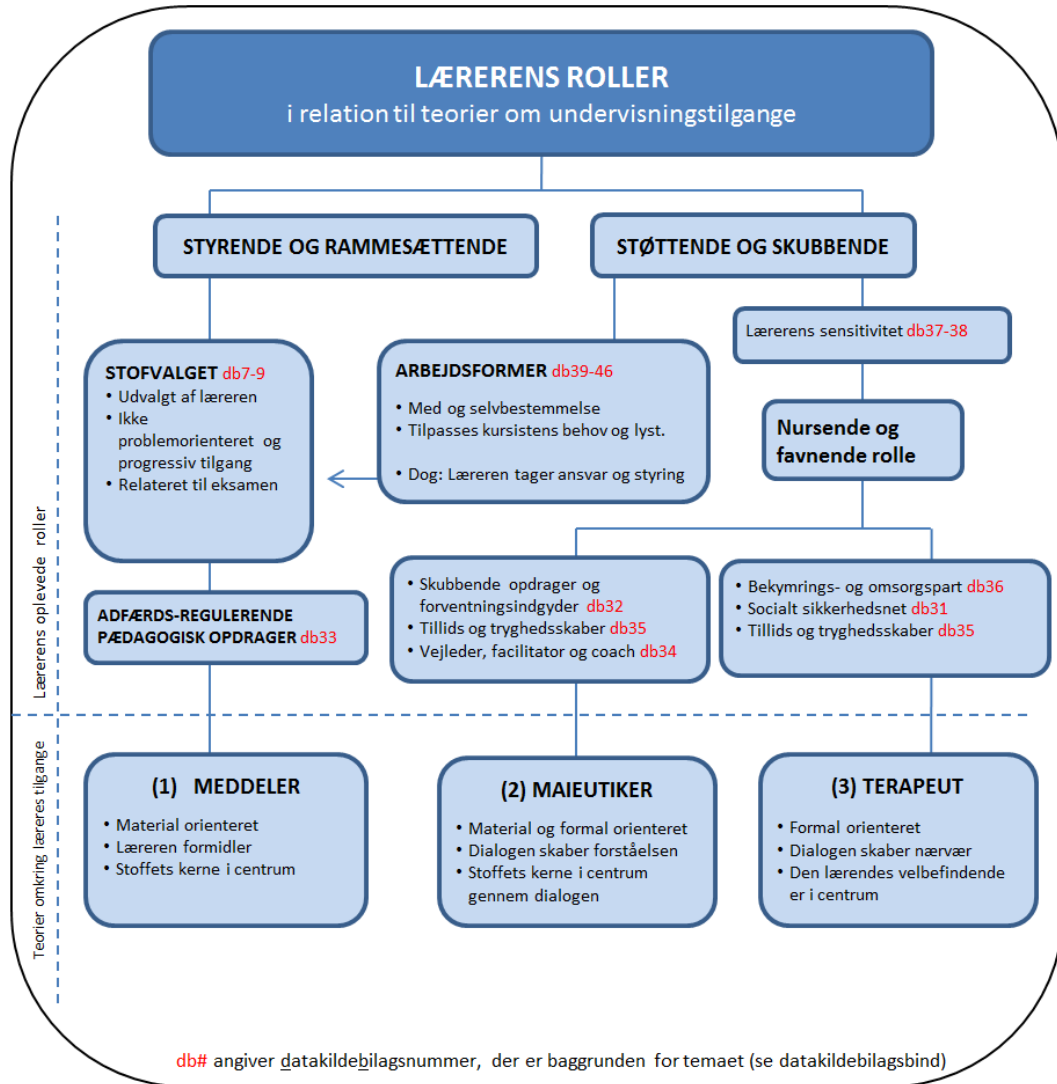 LÆRERENS ROLLER
i relation til teorier om undervisningstilgange
STYRENDE OG RAMMESÆTTENDE
STØTTENDE OG SKUBBENDE
Lærerens sensitivitet db37-38
STOFVALGET db7-9
• Udvalgt af læreren
• Ikke
problemorienteret og
progressiv tilgang
• Relateret til eksamen
ARBEJDSFORMER db39-46
• Med og selvbestemmelse
• Tilpasses kursistens behov og lyst.
• Dog: Læreren tager ansvar og styring
Nursende og
favnende rolle
Lærerens oplevede roller
ADFÆRDS-REGULERENDE
PÆDAGOGISK OPDRAGER db33
• Skubbende opdrager og
forventningsindgyder db32
• Tillids og tryghedsskaber db35
• Vejleder, facilitator og coach db34
• Bekymrings- og omsorgspart db36
• Socialt sikkerhedsnet db31
• Tillids og tryghedsskaber db35
Teorier omkring læreres tilgange
(1) MEDDELER
• Material orienteret
• Læreren formidler
• Stoffets kerne i centrum
(2) MAIEUTIKER
• Material og formal orienteret
• Dialogen skaber forståelsen
• Stoffets kerne i centrum
gennem dialogen
(3) TERAPEUT
• Formal orienteret
• Dialogen skaber nærvær
• Den lærendes velbefindende
er i centrum
db# angiver datakildebilagsnummer, der er baggrunden for temaet (se datakildebilagsbind)